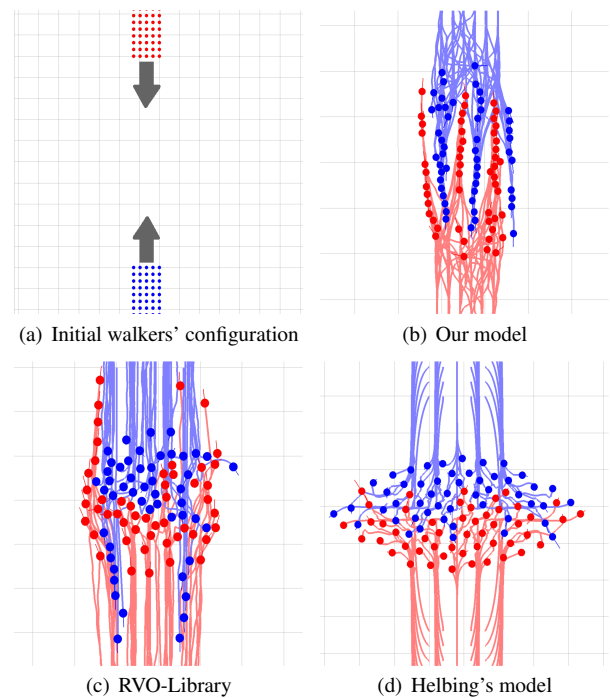 (a) Initial walkers' configuration
(b) Our model
(c) RVO-Library
(d) Helbing's model